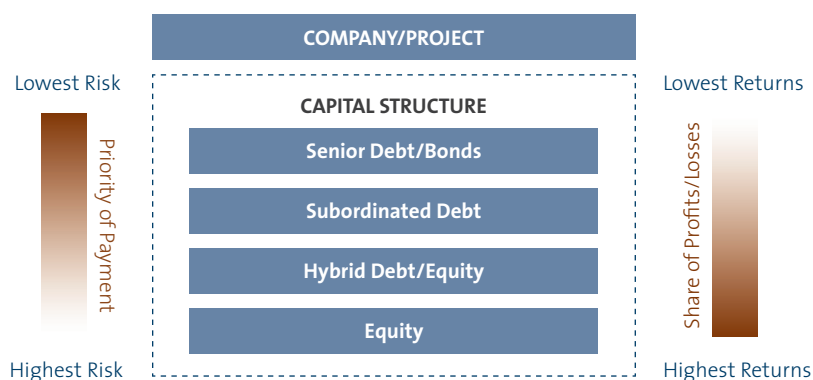 COMPANY/PROJECT
Lowest Risk
Lowest Returns
CAPITAL STRUCTURE
Senior Debt/Bonds
Priority of Payment
Share of Profits/Losses
Subordinated Debt
Hybrid Debt/Equity
Equity
Highest Risk
Highest Returns